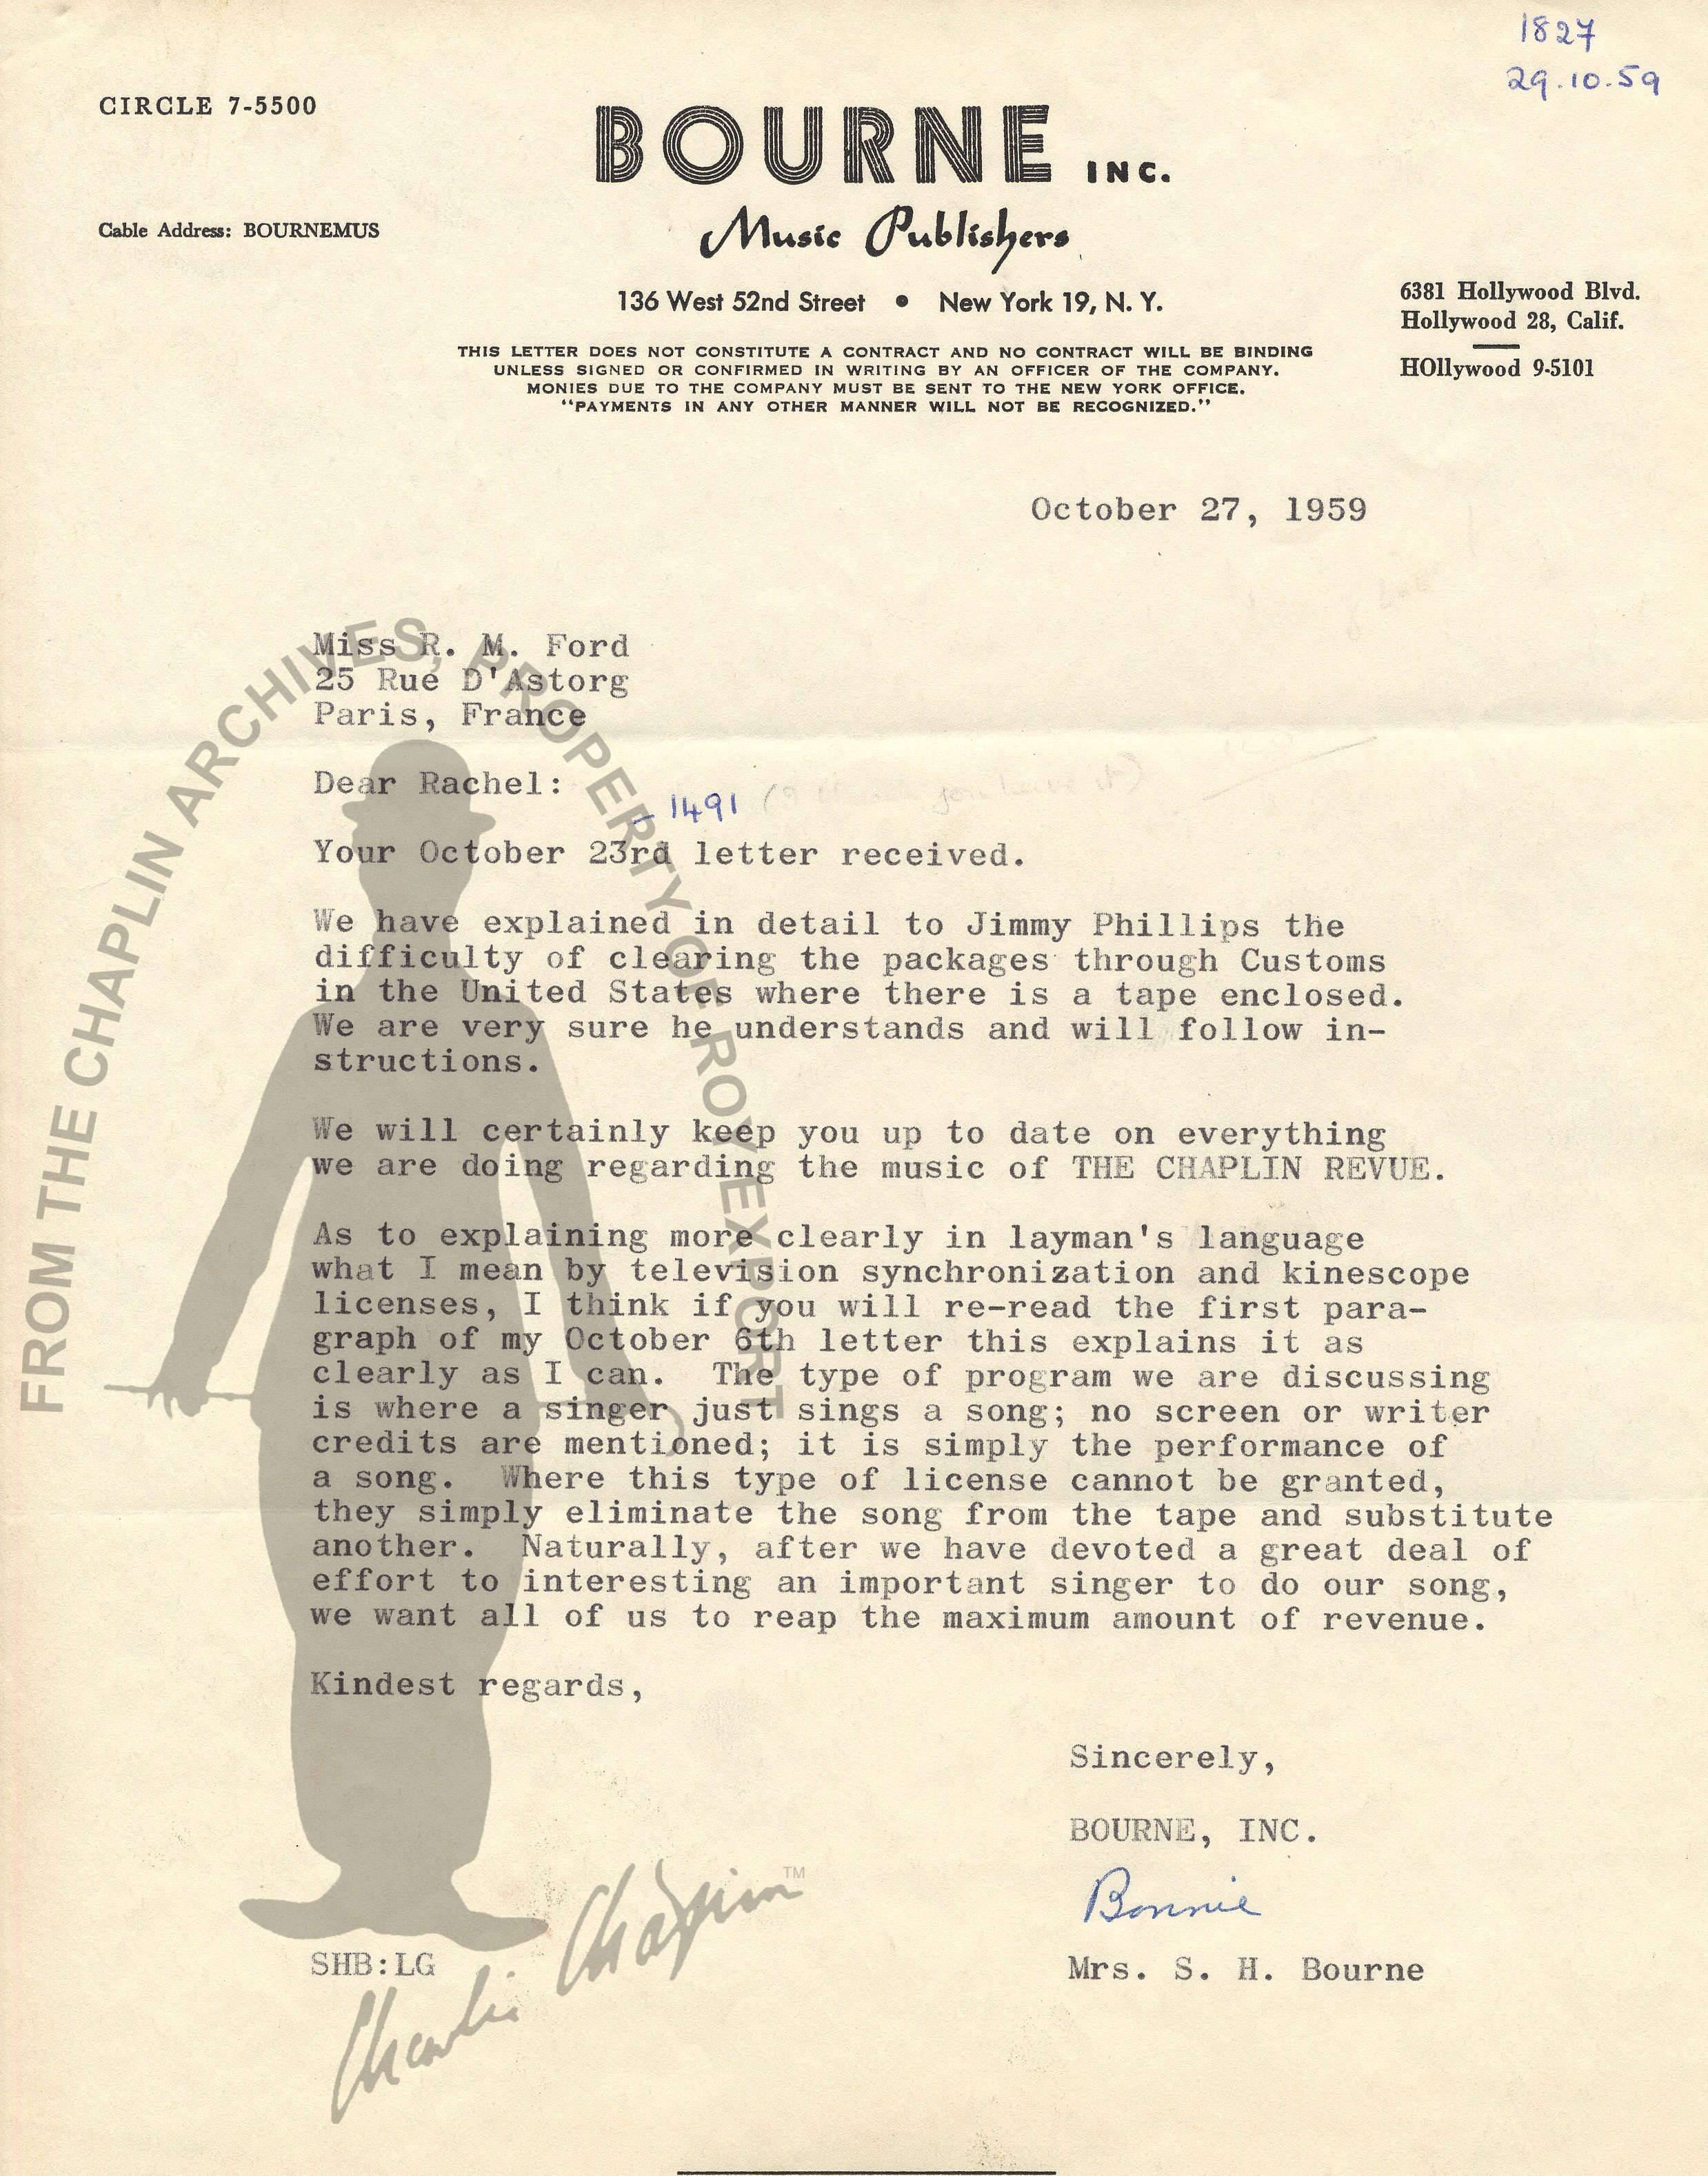 1827
29.10.59
CIRCLE 7-5500
BOURNE INC.
Cable Address: BOURNEMUS
Music Publishers
136 West 52nd Street • New York 19, N. Y.
6381 Hollywood Blvd.
Hollywood 28, Calif.
HOllywood 9-5101
THIS LETTER DOES NOT CONSTITUTE A CONTRACT AND NO CONTRACT WILL BE BINDING
UNLESS SIGNED OR CONFIRMED IN WRITING BY AN OFFICER OF THE COMPANY.
MONIES DUE TO THE COMPANY MUST BE SENT TO THE NEW YORK OFFICE.
"PAYMENTS IN ANY OTHER MANNER WILL NOT BE RECOGNIZED."
October 27, 1959
Miss R. M. Ford
25 Rue D'Astorg
Paris, France
Dear Rachel:
1491
Your October 23rd letter received.
We have explained in detail to Jimmy Phillips the
difficulty of clearing the packages through Customs
in the United States where there is a tape enclosed.
We are very sure he understands and will follow in-
structions.
We will certainly keep you up to date on everything
we are doing regarding the music of THE CHAPLIN REVUE.
As to explaining more clearly in layman's language
what I mean by television synchronization and kinescope
licenses, I think if you will re-read the first para-
graph of my October 6th letter this explains it as
clearly as I can. The type of program we are discussing
is where a singer just sings a song; no screen or writer
credits are mentioned; it is simply the performance of
a song. Where this type of license cannot be granted,
they simply eliminate the song from the tape and substitute
another. Naturally, after we have devoted a great deal of
effort to interesting an important singer to do our song,
we want all of us to reap the maximum amount of revenue.
Kindest regards,
Sincerely,
BOURNE, INC.
Bonnie
SHB:LG
Mrs. S. H. Bourne
FROM THE CHAPLIN ARCHIVES, PROPERTY OF ROY EXPORT
Charlie Chaplin™